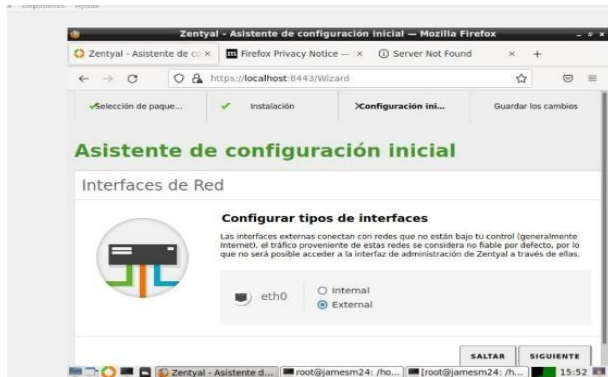 Dispositivos Ayuda
Zentyal - Asistente de configuración inicial — Mozilla Firefox
Zentyal - Asistente de co
Firefox Privacy Notice —
Server Not Found
https://localhost:8443/Wizard
Selección de paque...
Instalación
Configuración ini...
Guardar los cambios
Asistente de configuración inicial
Interfaces de Red
Configurar tipos de interfaces
Las interfaces externas conectan con redes que no están bajo tu control (generalmente
Internet), el tráfico proveniente de estas redes se considera no fiable por defecto, por lo
que no será posible acceder a la interfaz de administración de Zentyal a través de ellas.
eth0
Internal
External
SALTAR
SIGUIENTE
Zentyal - Asistente d...
root@jamesm24: /ho...
[root@jamesm24: /h...
15:52